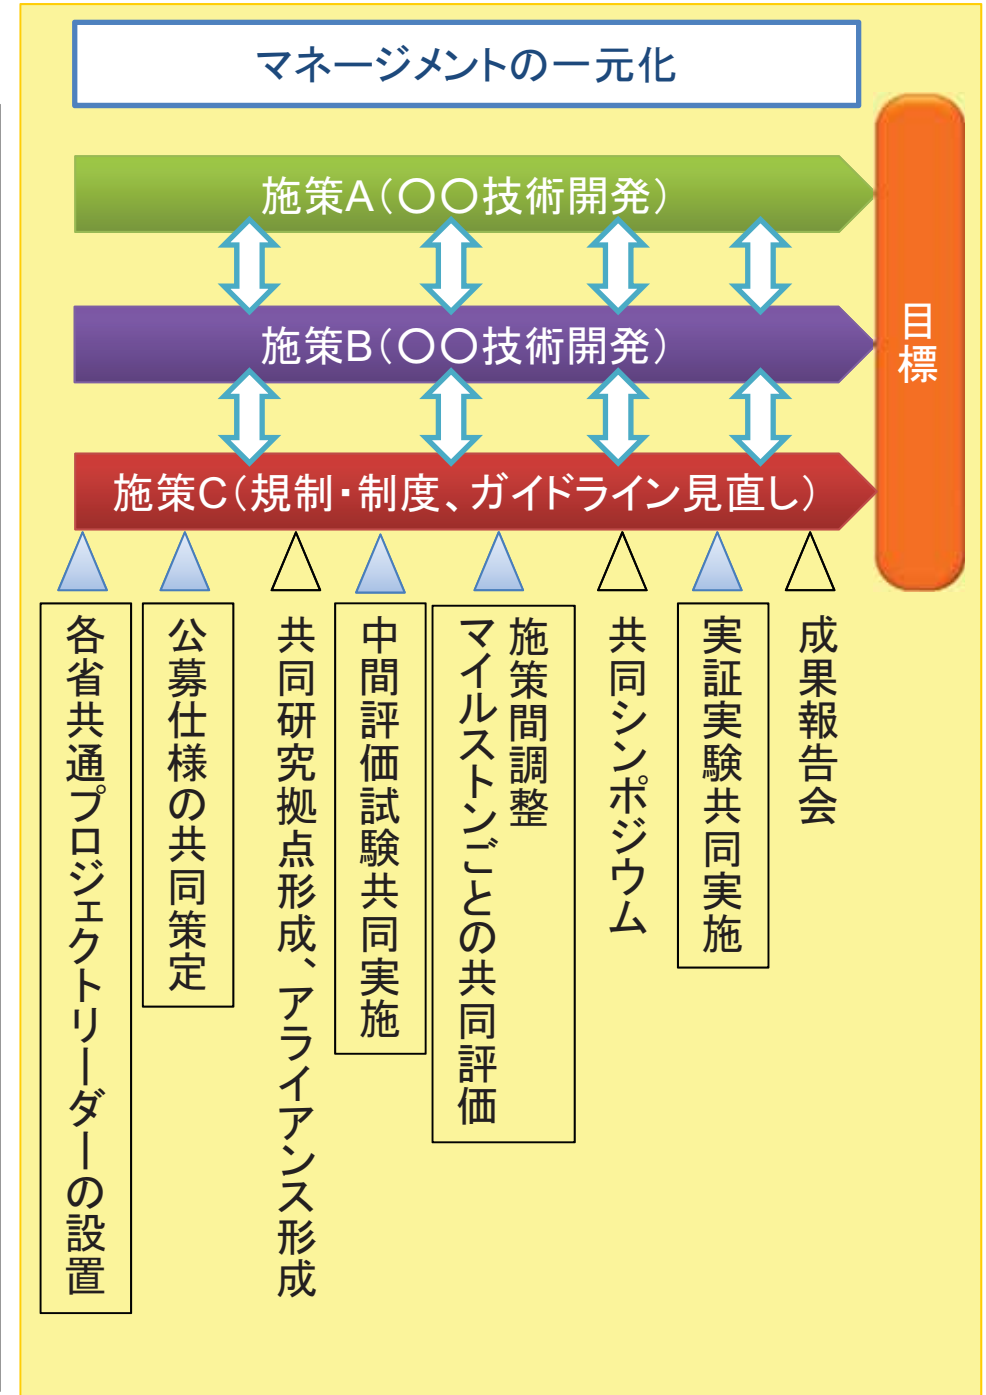 マネージメントの一元化
施策A(〇〇技術開発)
施策B(〇〇技術開発)
施策C(規制・制度、ガイドライン見直し)
目標
各省共通プロジェクトリーダーの設置
公募仕様の共同策定
共同研究拠点形成、アライアンス形成
中間評価試験共同実施
施策間調整
マイルストンごとの共同評価
共同シンポジウム
実証実験共同実施
成果報告会